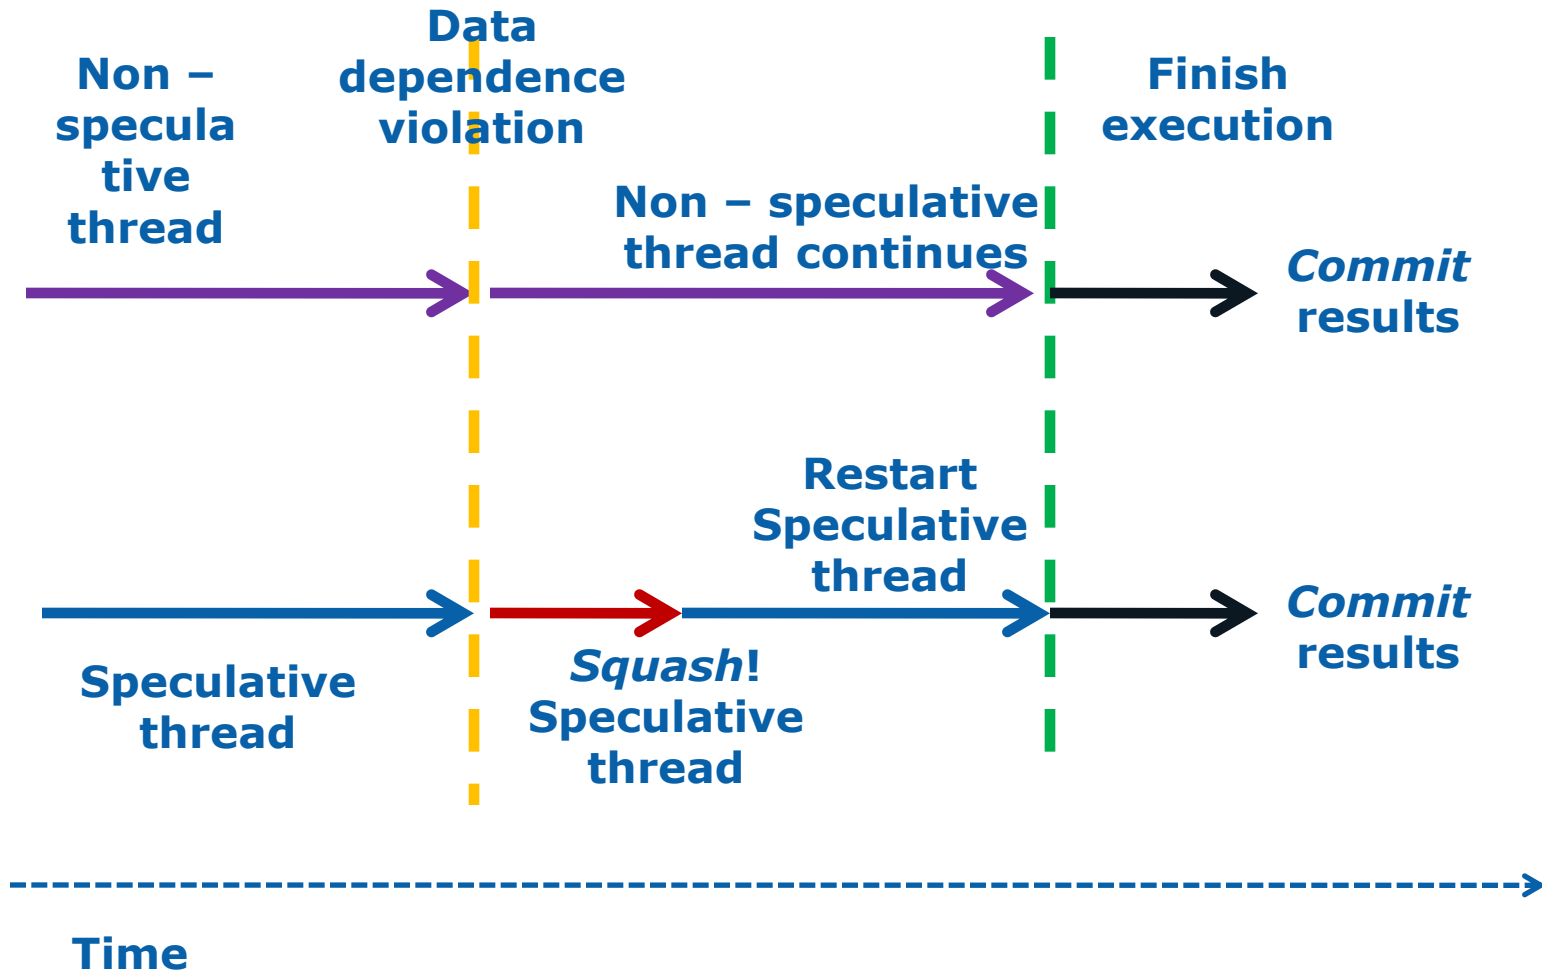 Non –
specula
tive
thread
Data
dependence
violation
Finish
execution
Non – speculative
thread continues
Commit
results
Restart
Speculative
thread
Speculative
thread
Squash!
Speculative
thread
Commit
results
Time